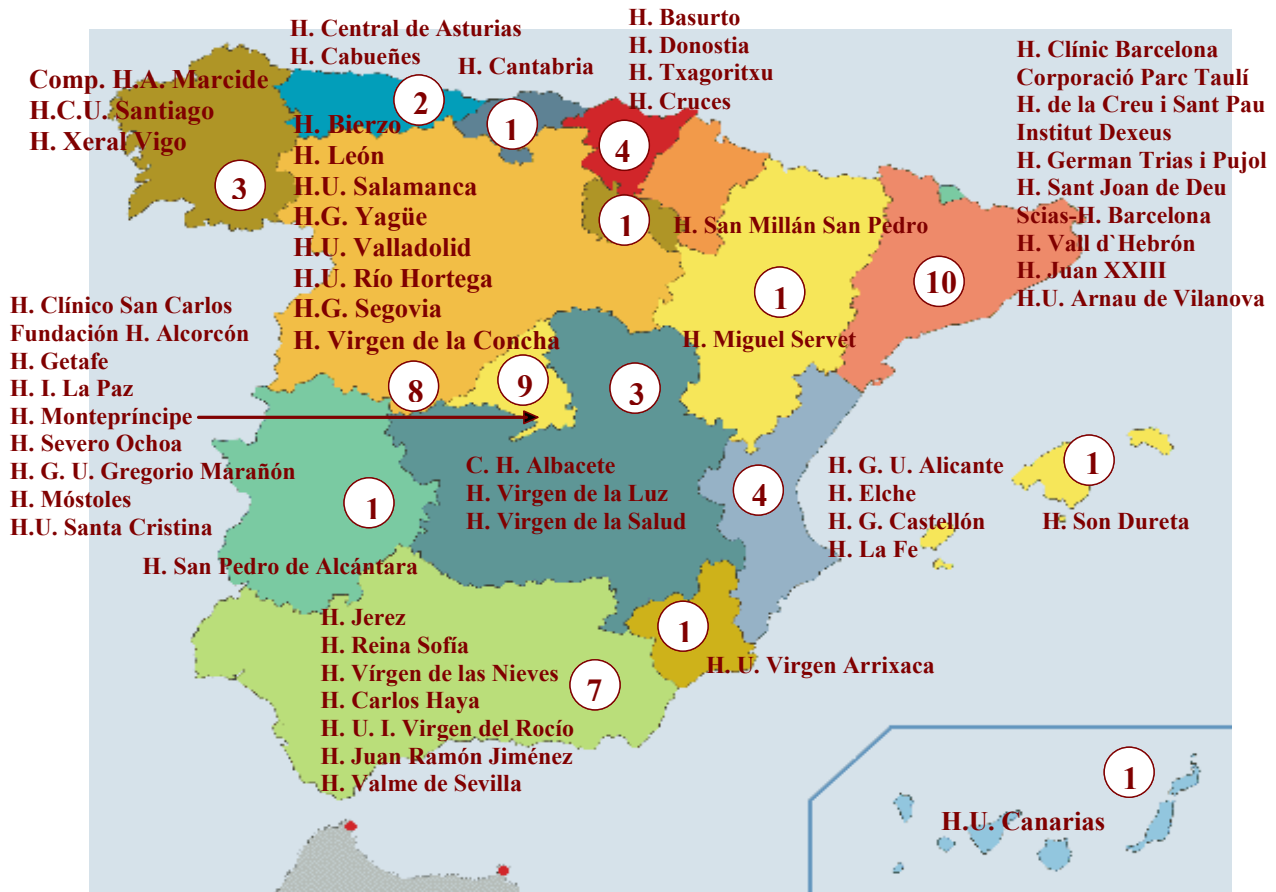 H. Central de Asturias
H. Cabueñes
2
H. Cantabria
1
H. Basurto
H. Donostia
H. Txagoritxu
H. Cruces
4
H. Clínic Barcelona
Corporació Parc Taulí
H. de la Creu i Sant Pau
Institut Dexeus
H. German Trias i Pujol
H. Sant Joan de Deu
Scias-H. Barcelona
H. Vall d`Hebrón
H. Juan XXIII
H.U. Arnau de Vilanova
10
Comp. H.A. Marcide
H.C.U. Santiago
H. Xeral Vigo
3
H. Bierzo
H. León
H.U. Salamanca
H.G. Yagüe
H.U. Valladolid
H.U. Río Hortega
H.G. Segovia
H. Virgen de la Concha
8
1
H. San Millán San Pedro
1
H. Miguel Servet
H. Clínico San Carlos
Fundación H. Alcorcón
H. Getafe
H. I. La Paz
H. Montepríncipe
H. Severo Ochoa
H. G. U. Gregorio Marañón
H. Móstoles
H.U. Santa Cristina
9
3
C. H. Albacete
H. Virgen de la Luz
H. Virgen de la Salud
4
H. G. U. Alicante
H. Elche
H. G. Castellón
H. La Fe
1
H. Son Dureta
1
H. San Pedro de Alcántara
H. Jerez
H. Reina Sofía
H. Vírgen de las Nieves
H. Carlos Haya
H. U. I. Virgen del Rocío
H. Juan Ramón Jiménez
H. Valme de Sevilla
7
1
H. U. Virgen Arrixaca
1
H.U. Canarias